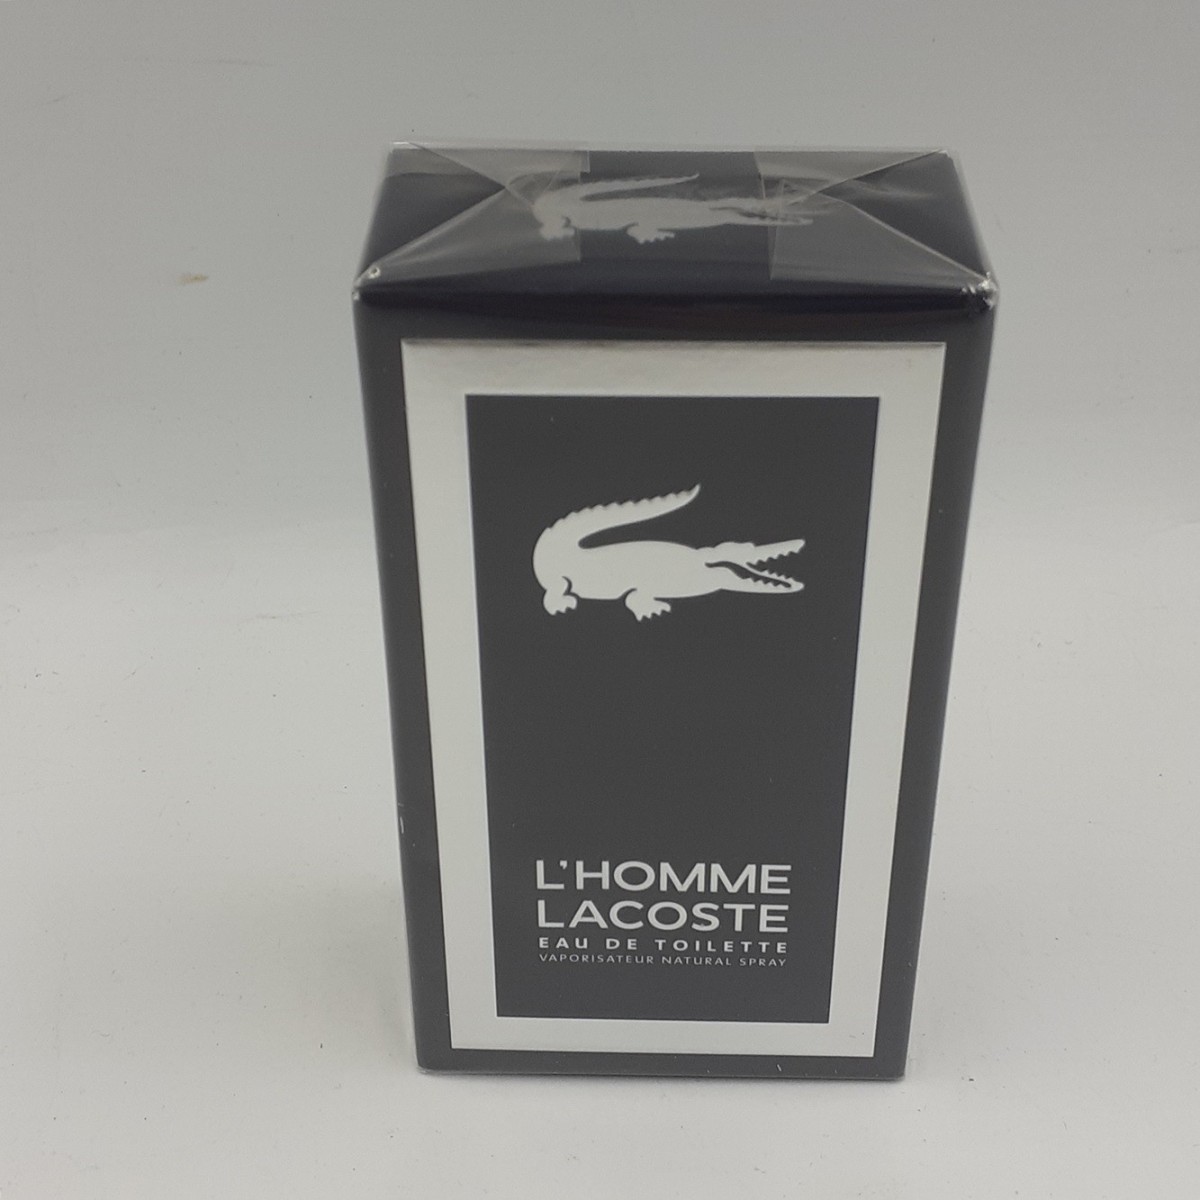 L'HOMME
LACOSTE
EAU DE TOILETTE
VAPORISATEUR NATURAL SPRAY